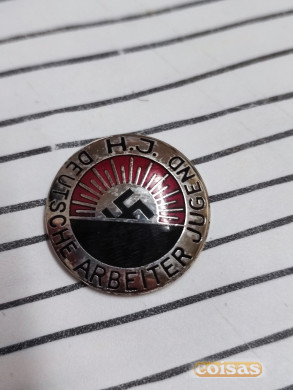 H.J. DEUTSCHE ARBEITER JUGEND
coisas